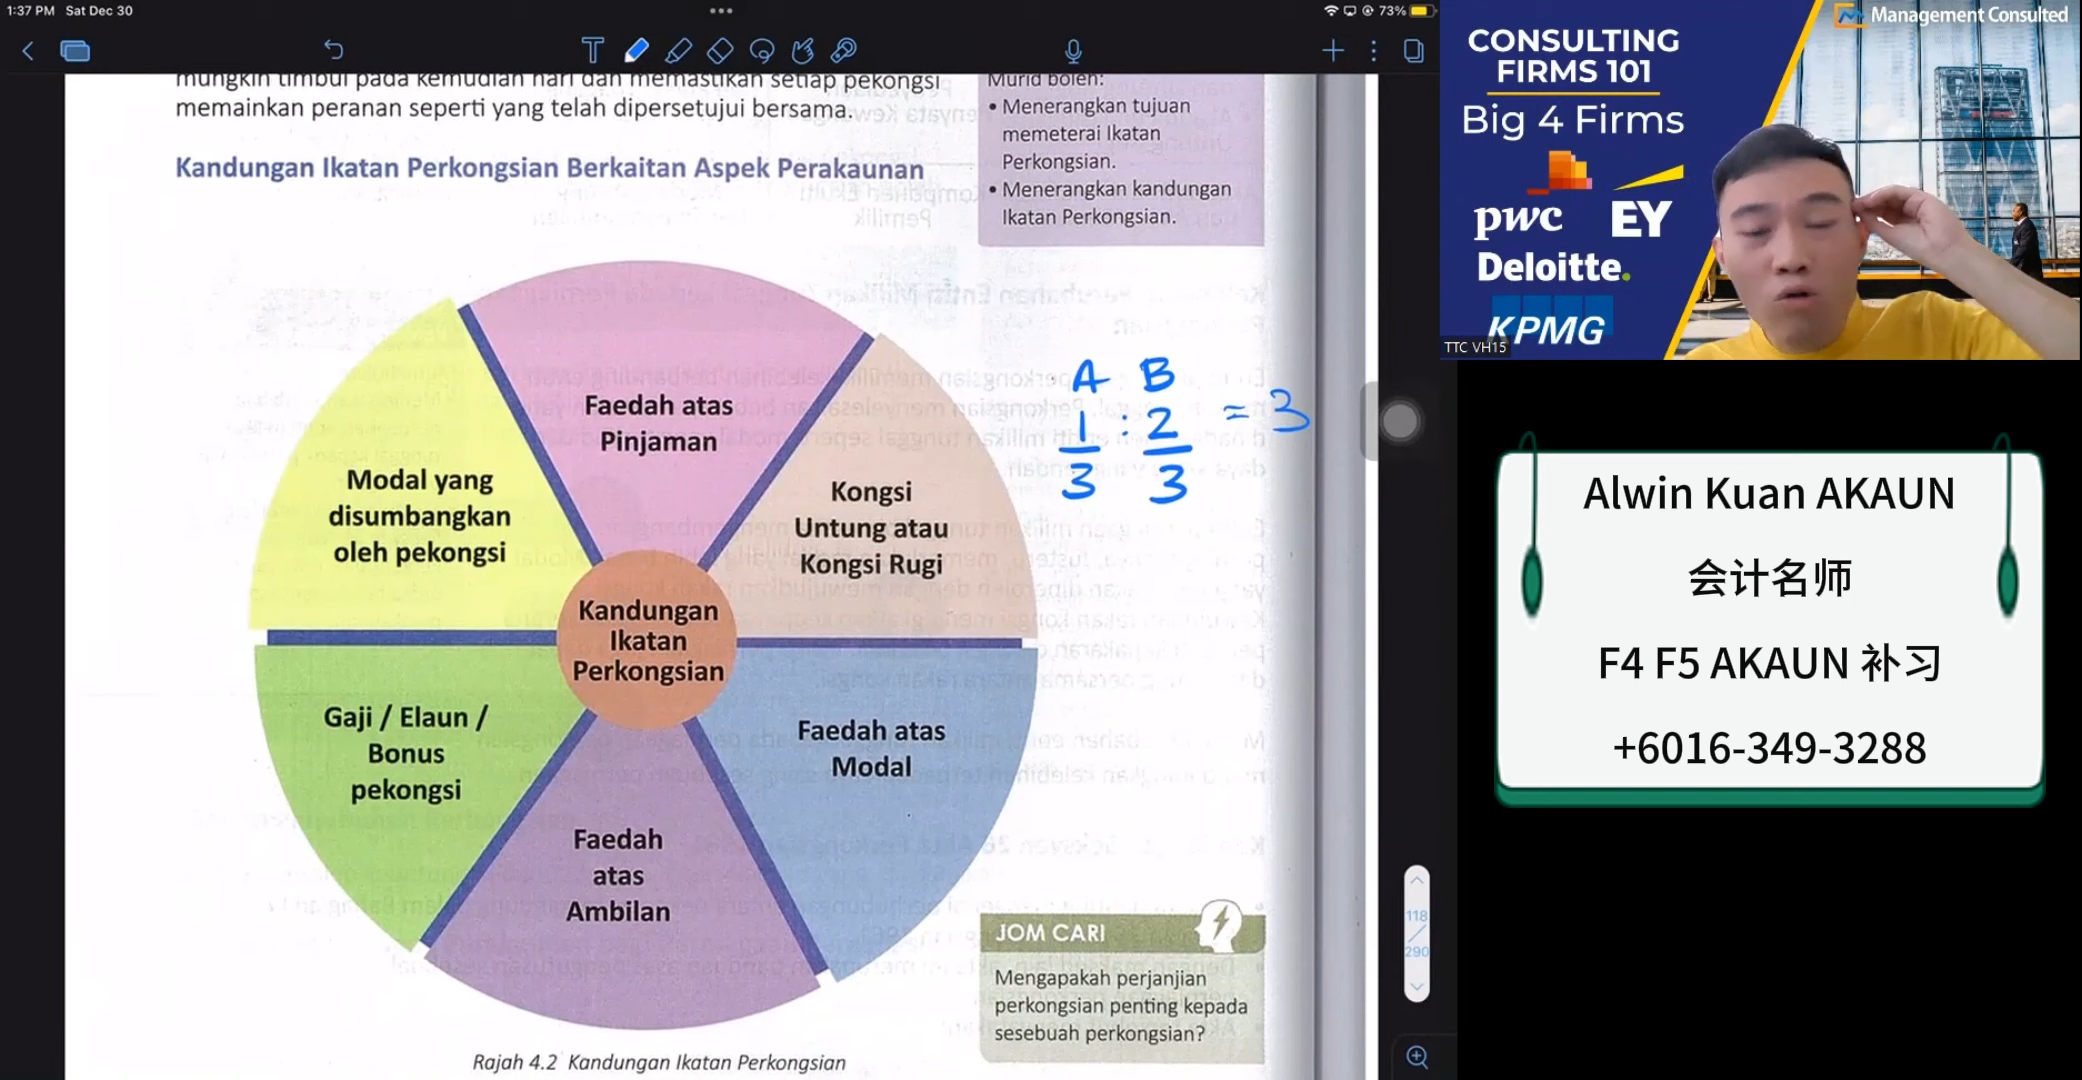 1:37 PM Sat Dec 30
73%
mungkin timbul pada kemudian hari dan memastikan setiap pekongsi
memainkan peranan seperti yang telah dipersetujui bersama.
Kandungan Ikatan Perkongsian Berkaitan Aspek Perakaunan
Murid boleh:
• Menerangkan tujuan
memeterai Ikatan
Perkongsian.
• Menerangkan kandungan
Ikatan Perkongsian.
Faedah atas
Pinjaman
Kongsi
Untung atau
Kongsi Rugi
Modal yang
disumbangkan
oleh pekongsi
Kandungan
Ikatan
Perkongsian
Gaji / Elaun /
Bonus
pekongsi
Faedah atas
Modal
Faedah
atas
Ambilan
A B
1 : 2 = 3
3 3
JOM CARI
Mengapakah perjanjian
perkongsian penting kepada
sesebuah perkongsian?
Rajah 4.2 Kandungan Ikatan Perkongsian
118
290
Management Consulted
CONSULTING
FIRMS 101
Big 4 Firms
pwc EY
Deloitte.
KPMG
TTC VH15
Alwin Kuan AKAUN
会计名师
F4 F5 AKAUN 补习
+6016-349-3288